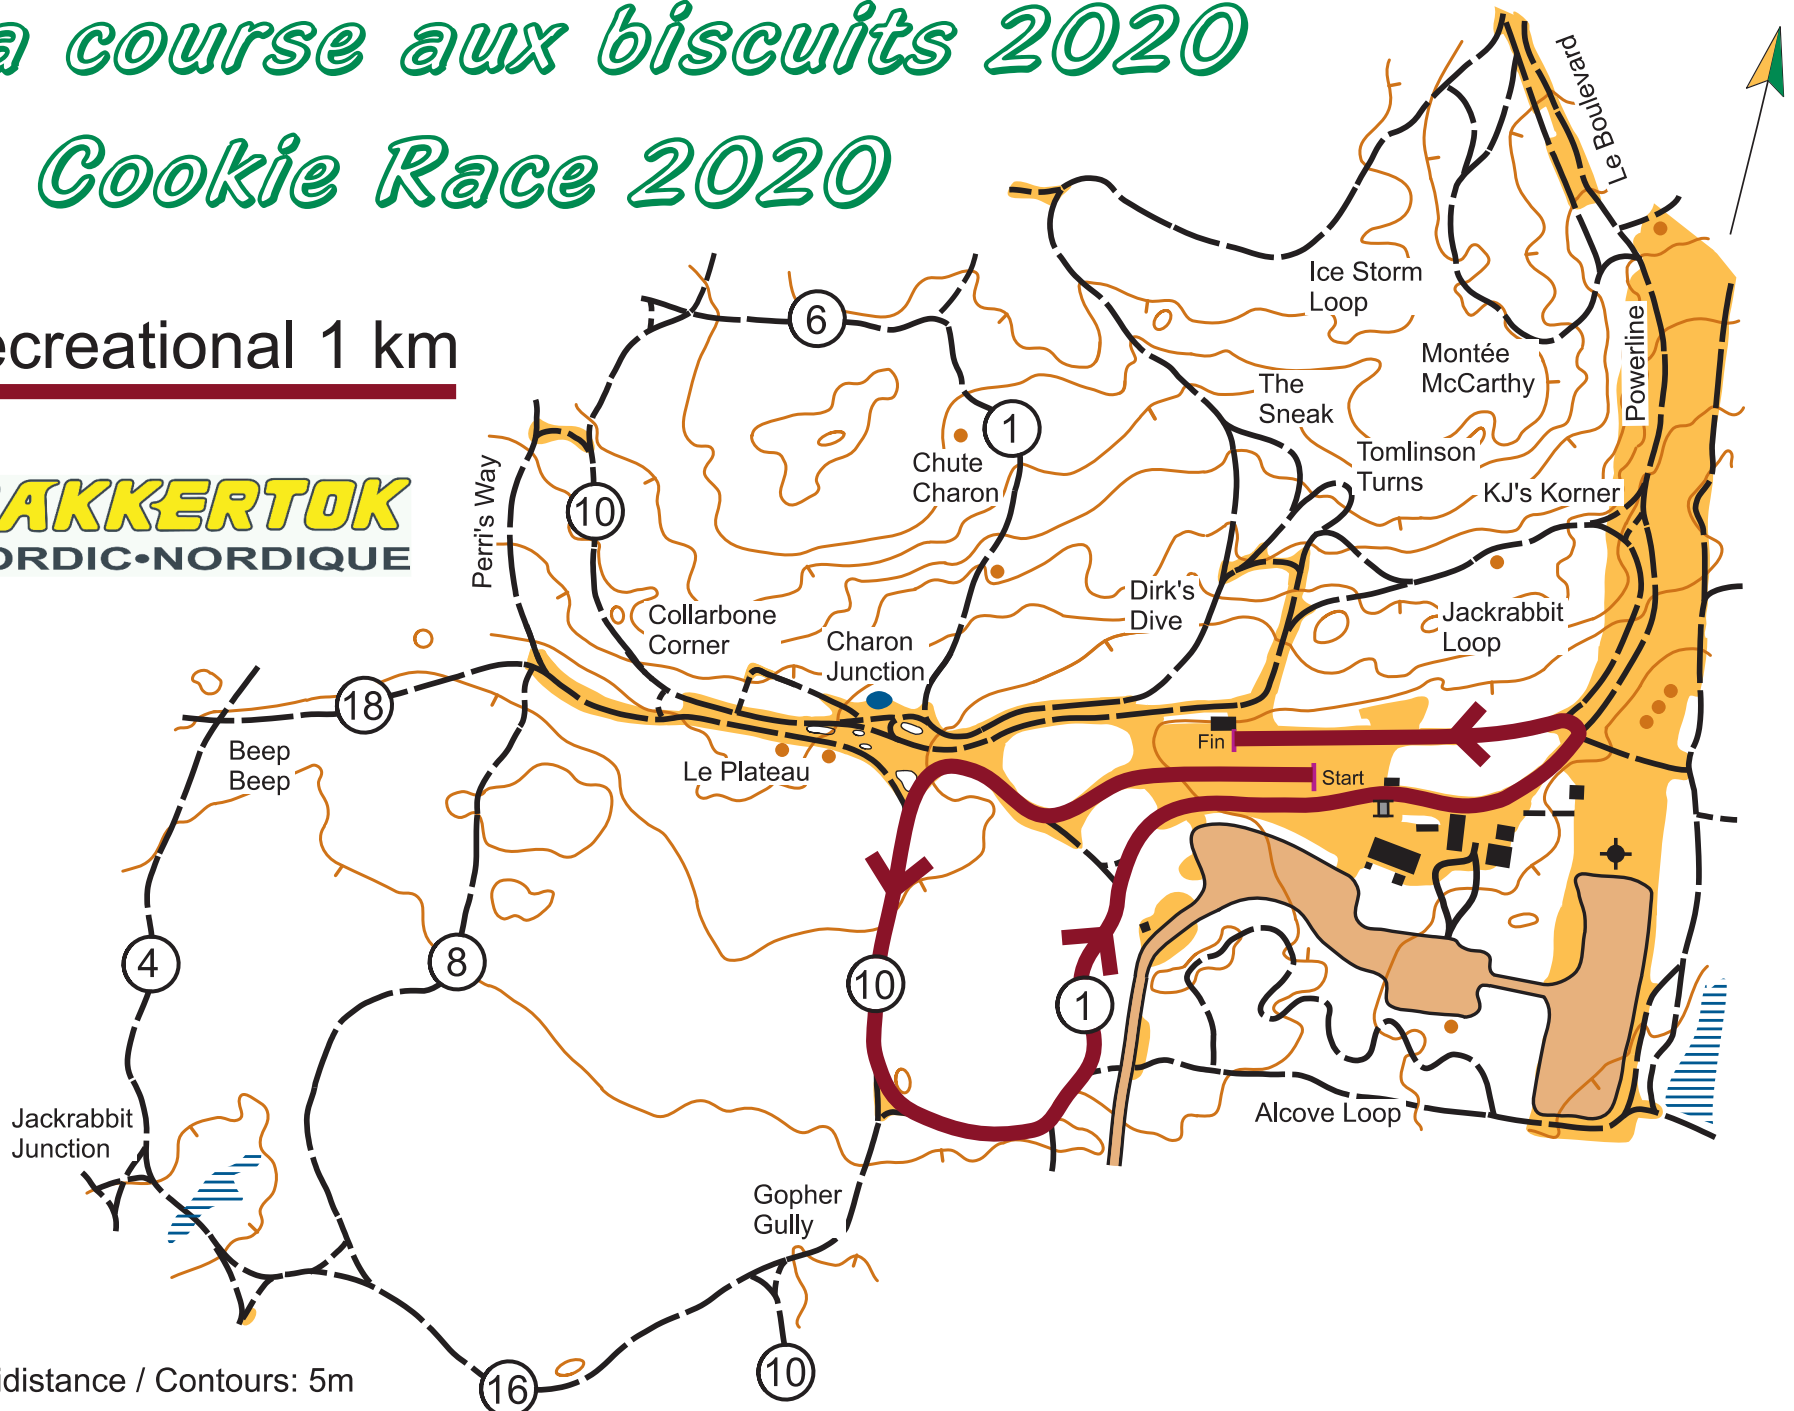 a course aux biscuits 2020
Cookie Race 2020
ecreational 1 km
AKKERTOK
ORDIC•NORDIQUE
Le Boulevard
Ice Storm
Loop
Montée
McCarthy
Powerline
The
Sneak
Tomlinson
Turns
KJ's Korner
6
1
Chute
Charon
Perri's Way
10
Collarbone
Corner
Charon
Junction
Dirk's
Dive
Jackrabbit
Loop
18
Beep
Beep
Le Plateau
Fin
Start
4
8
10
1
Jackrabbit
Junction
Alcove Loop
Gopher
Gully
10
16
idistance / Contours: 5m